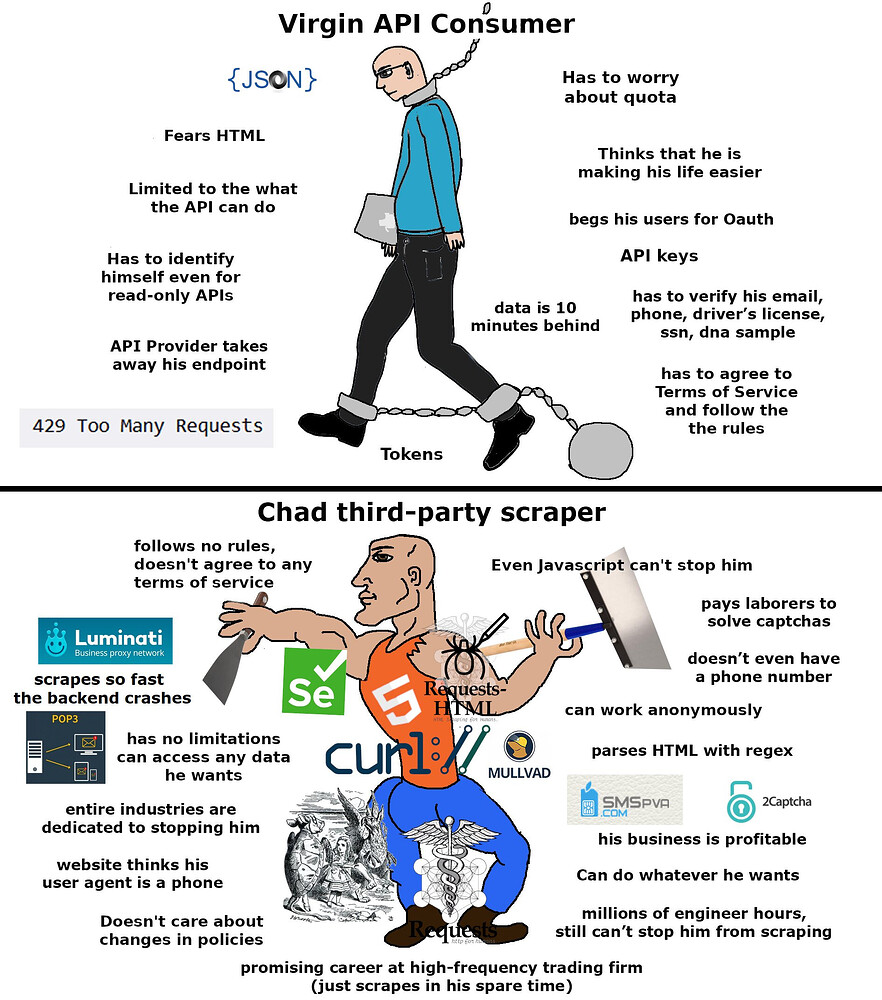 Virgin API Consumer
{JSON}
Has to worry
about quota
Fears HTML
Thinks that he is
making his life easier
Limited to the what
the API can do
begs his users for Oauth
API keys
Has to identify
himself even for
read-only APIs
data is 10
minutes behind
has to verify his email,
phone, driver’s license,
ssn, dna sample
API Provider takes
away his endpoint
has to agree to
Terms of Service
and follow the
the rules
429 Too Many Requests
Tokens
Chad third-party scraper
follows no rules,
doesn't agree to any
terms of service
Even Javascript can't stop him
pays laborers to
solve captchas
Luminati
Business proxy network
doesn’t even have
a phone number
scrapes so fast
the backend crashes
Se
5
Requests-
HTML
HTML Parsing for Humans.
can work anonymously
POP3
has no limitations
can access any data
he wants
curl://
MULLVAD
parses HTML with regex
SMSPVA
.COM
2Captcha
entire industries are
dedicated to stopping him
his business is profitable
website thinks his
user agent is a phone
Can do whatever he wants
Doesn't care about
changes in policies
Requests
http for humans
millions of engineer hours,
still can’t stop him from scraping
promising career at high-frequency trading firm
(just scrapes in his spare time)